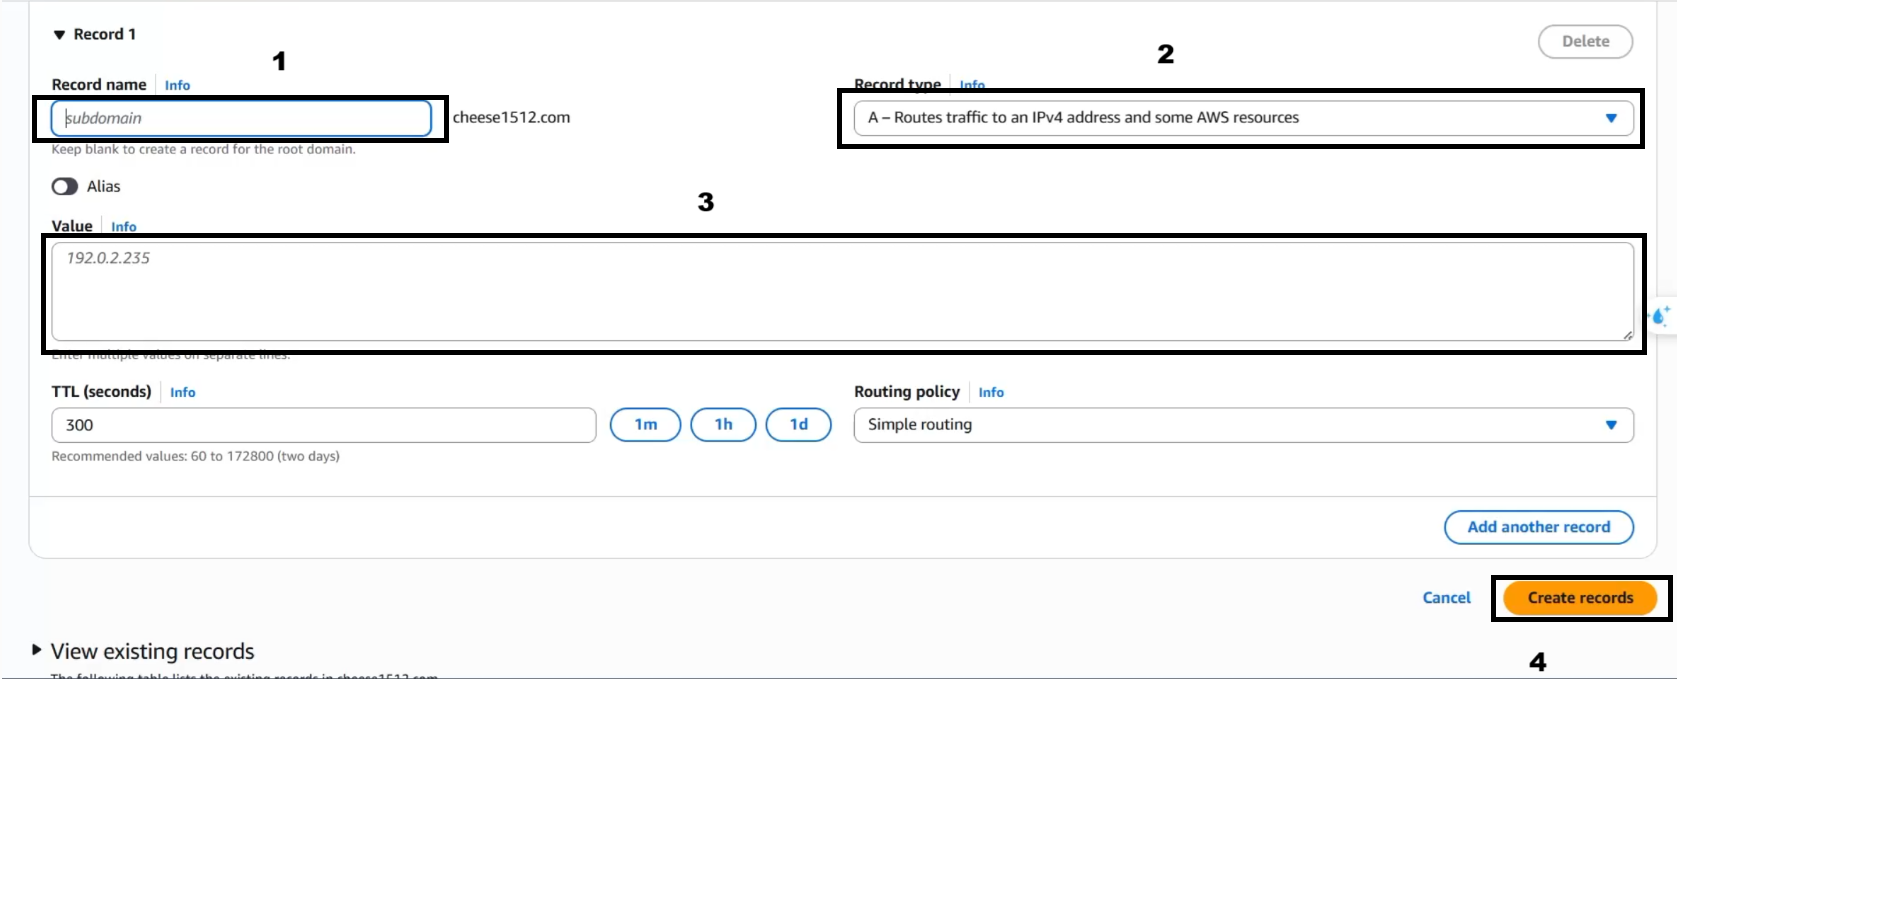 Record 1
Delete
1
2
Record name Info
Record type Info
subdomain
cheese1512.com
A – Routes traffic to an IPv4 address and some AWS resources
Keep blank to create a record for the root domain.
Alias
3
Value Info
192.0.2.235
Enter multiple values on separate lines.
TTL (seconds) Info
Routing policy Info
300
1m
1h
1d
Simple routing
Recommended values: 60 to 172800 (two days)
Add another record
Cancel
Create records
View existing records
4
The following table lists the existing records in cheese1512.com